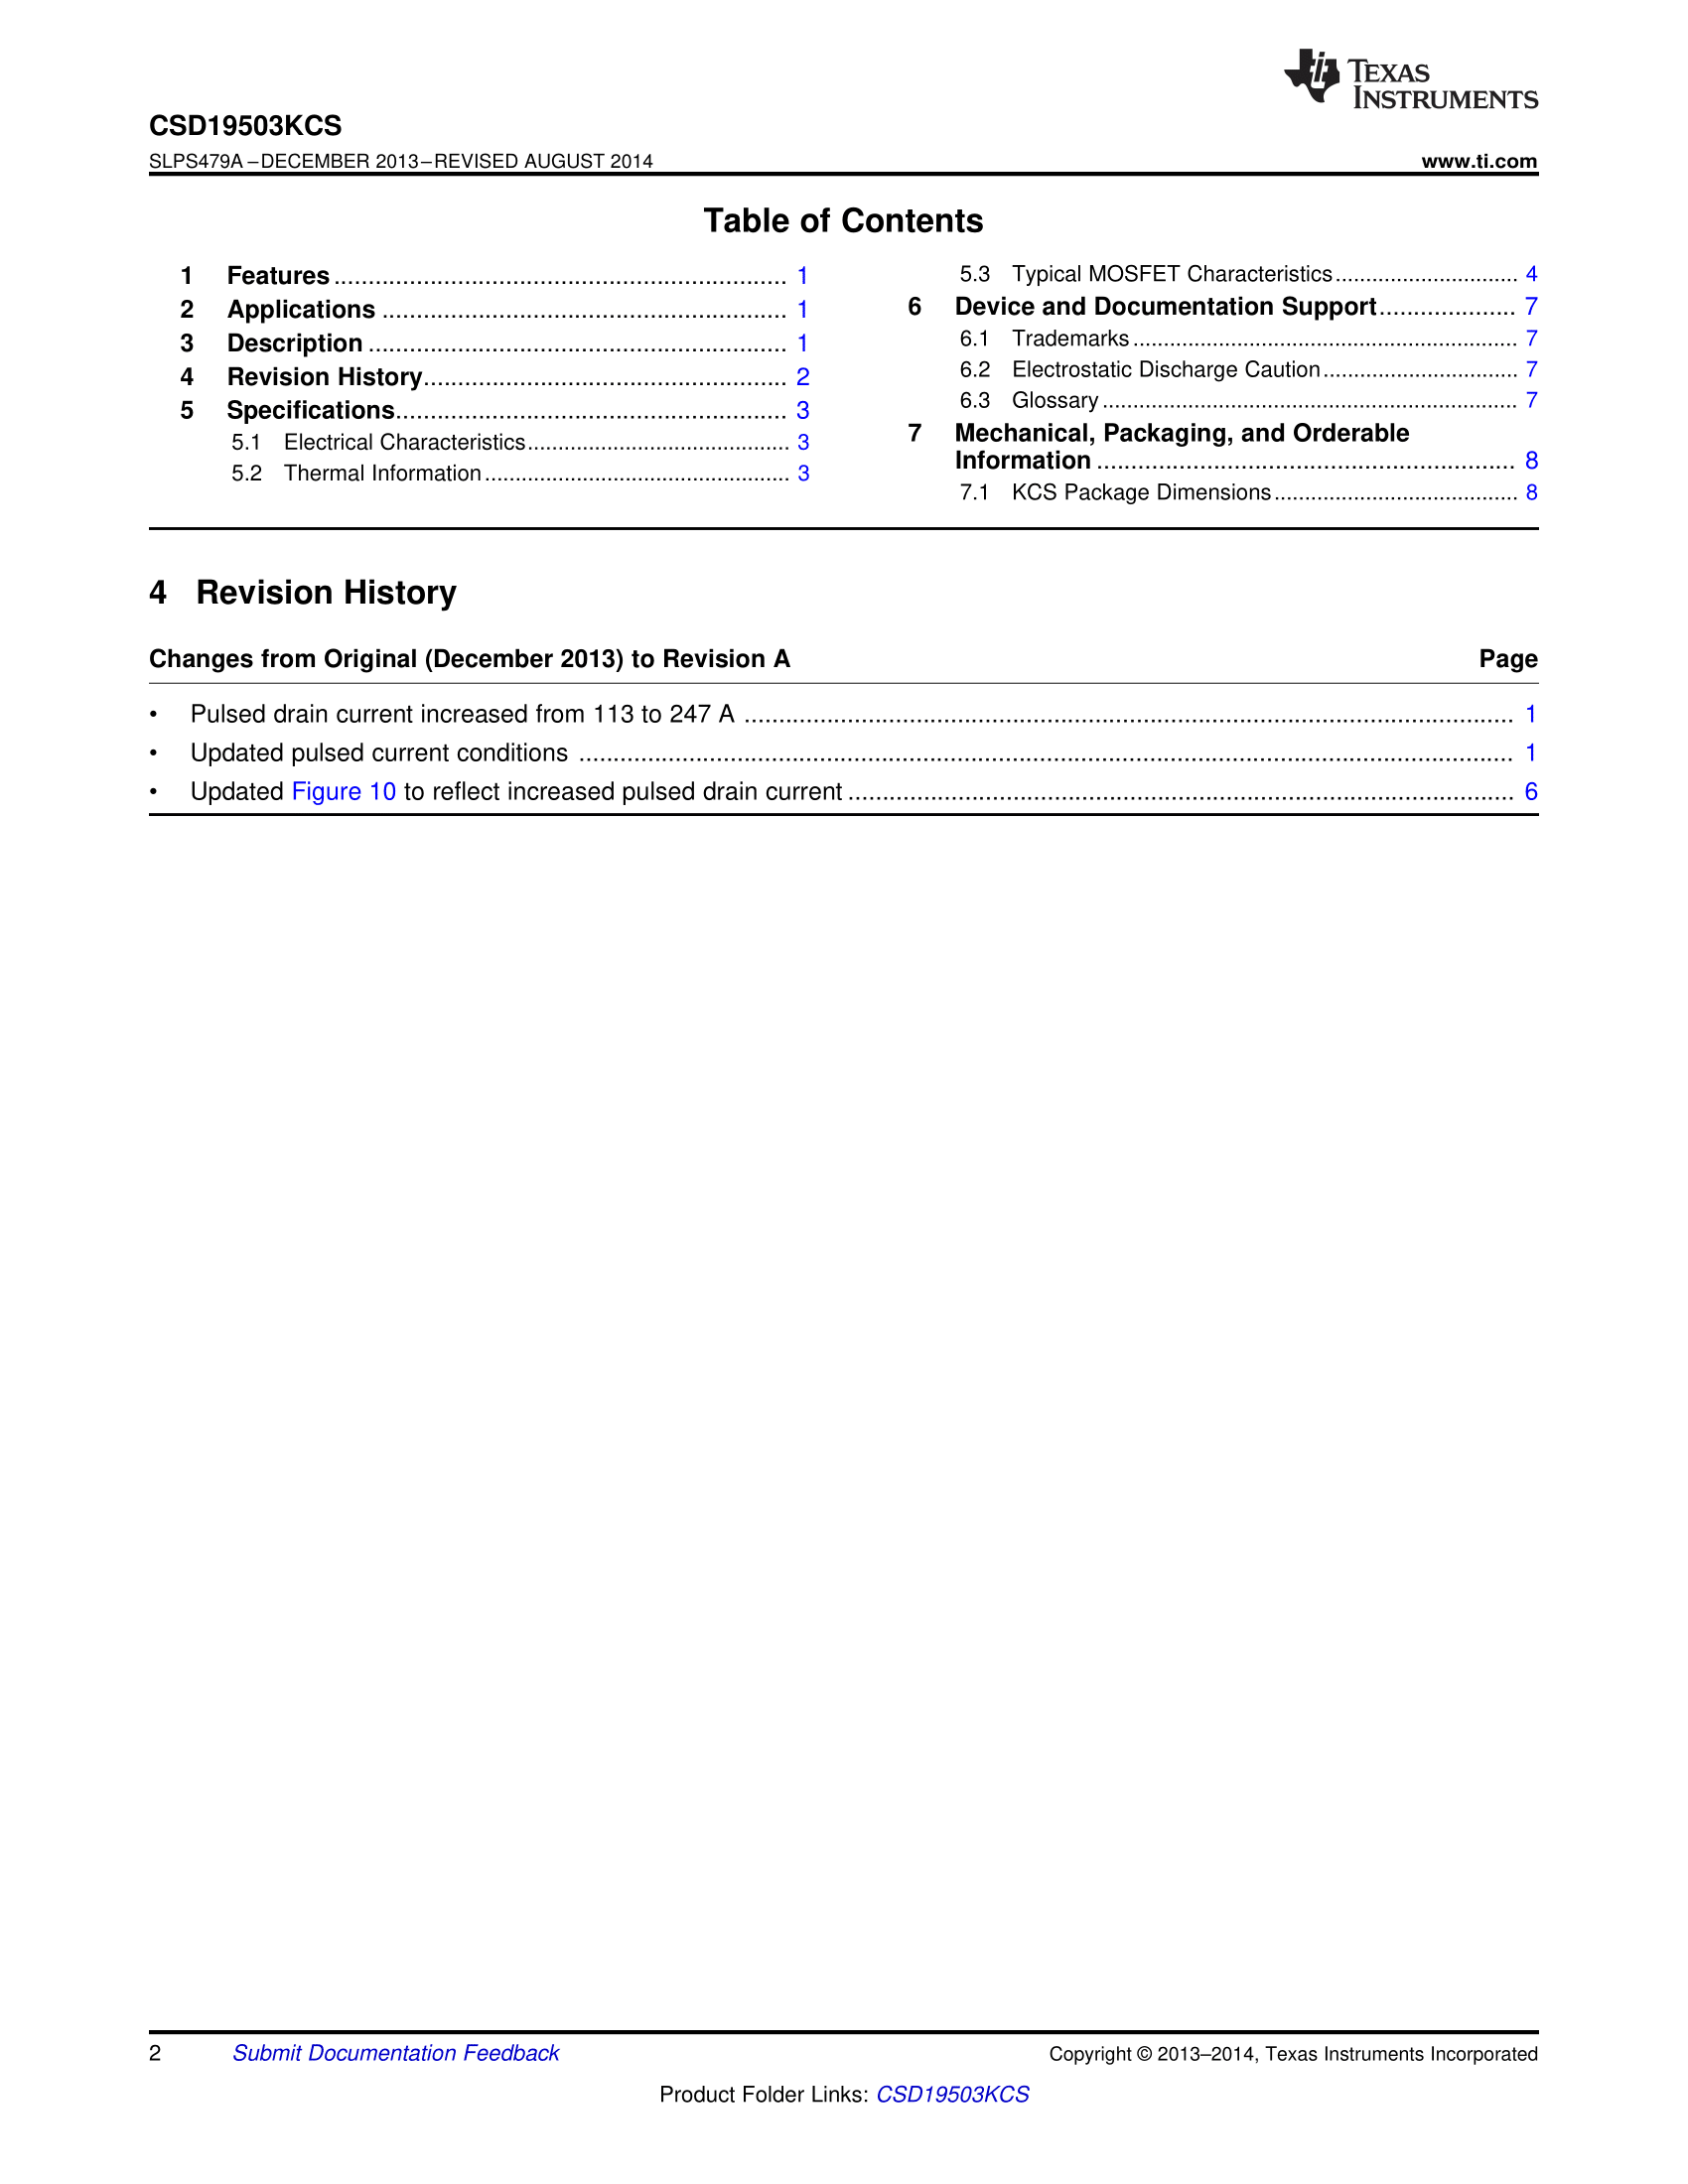 TEXAS
INSTRUMENTS
CSD19503KCS
SLPS479A – DECEMBER 2013 – REVISED AUGUST 2014
www.ti.com
Table of Contents
1 Features ................................................................. 1
2 Applications ........................................................... 1
3 Description ............................................................. 1
4 Revision History..................................................... 2
5 Specifications......................................................... 3
5.1 Electrical Characteristics........................................... 3
5.2 Thermal Information .................................................. 3
5.3 Typical MOSFET Characteristics.............................. 4
6 Device and Documentation Support.................... 7
6.1 Trademarks ............................................................... 7
6.2 Electrostatic Discharge Caution................................ 7
6.3 Glossary .................................................................... 7
7 Mechanical, Packaging, and Orderable
Information ............................................................. 8
7.1 KCS Package Dimensions........................................ 8
4 Revision History
Changes from Original (December 2013) to Revision A Page
• Pulsed drain current increased from 113 to 247 A ................................................................................................................ 1
• Updated pulsed current conditions ........................................................................................................................................ 1
• Updated Figure 10 to reflect increased pulsed drain current ................................................................................................. 6
2 Submit Documentation Feedback Copyright © 2013–2014, Texas Instruments Incorporated
Product Folder Links: CSD19503KCS